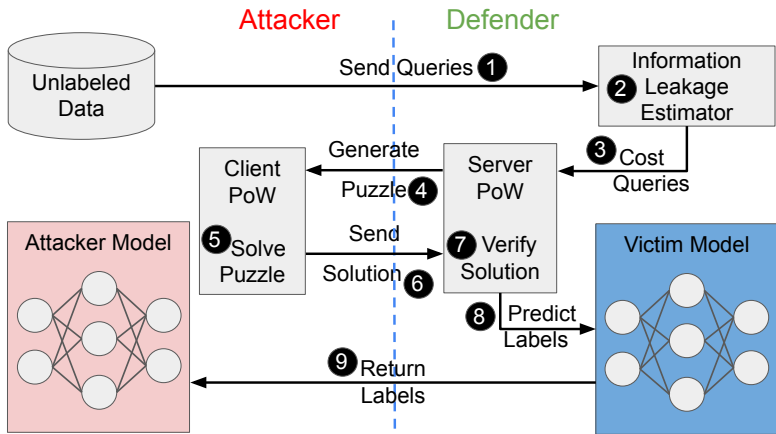 Attacker
Defender
Unlabeled
Data
Send Queries 1
Information
2 Leakage
Estimator
3 Cost
Queries
Generate
Puzzle 4
Client
PoW
5 Solve
Puzzle
Server
PoW
7 Verify
Solution
Send
Solution 6
8 Predict
Labels
Attacker Model
Victim Model
9 Return
Labels